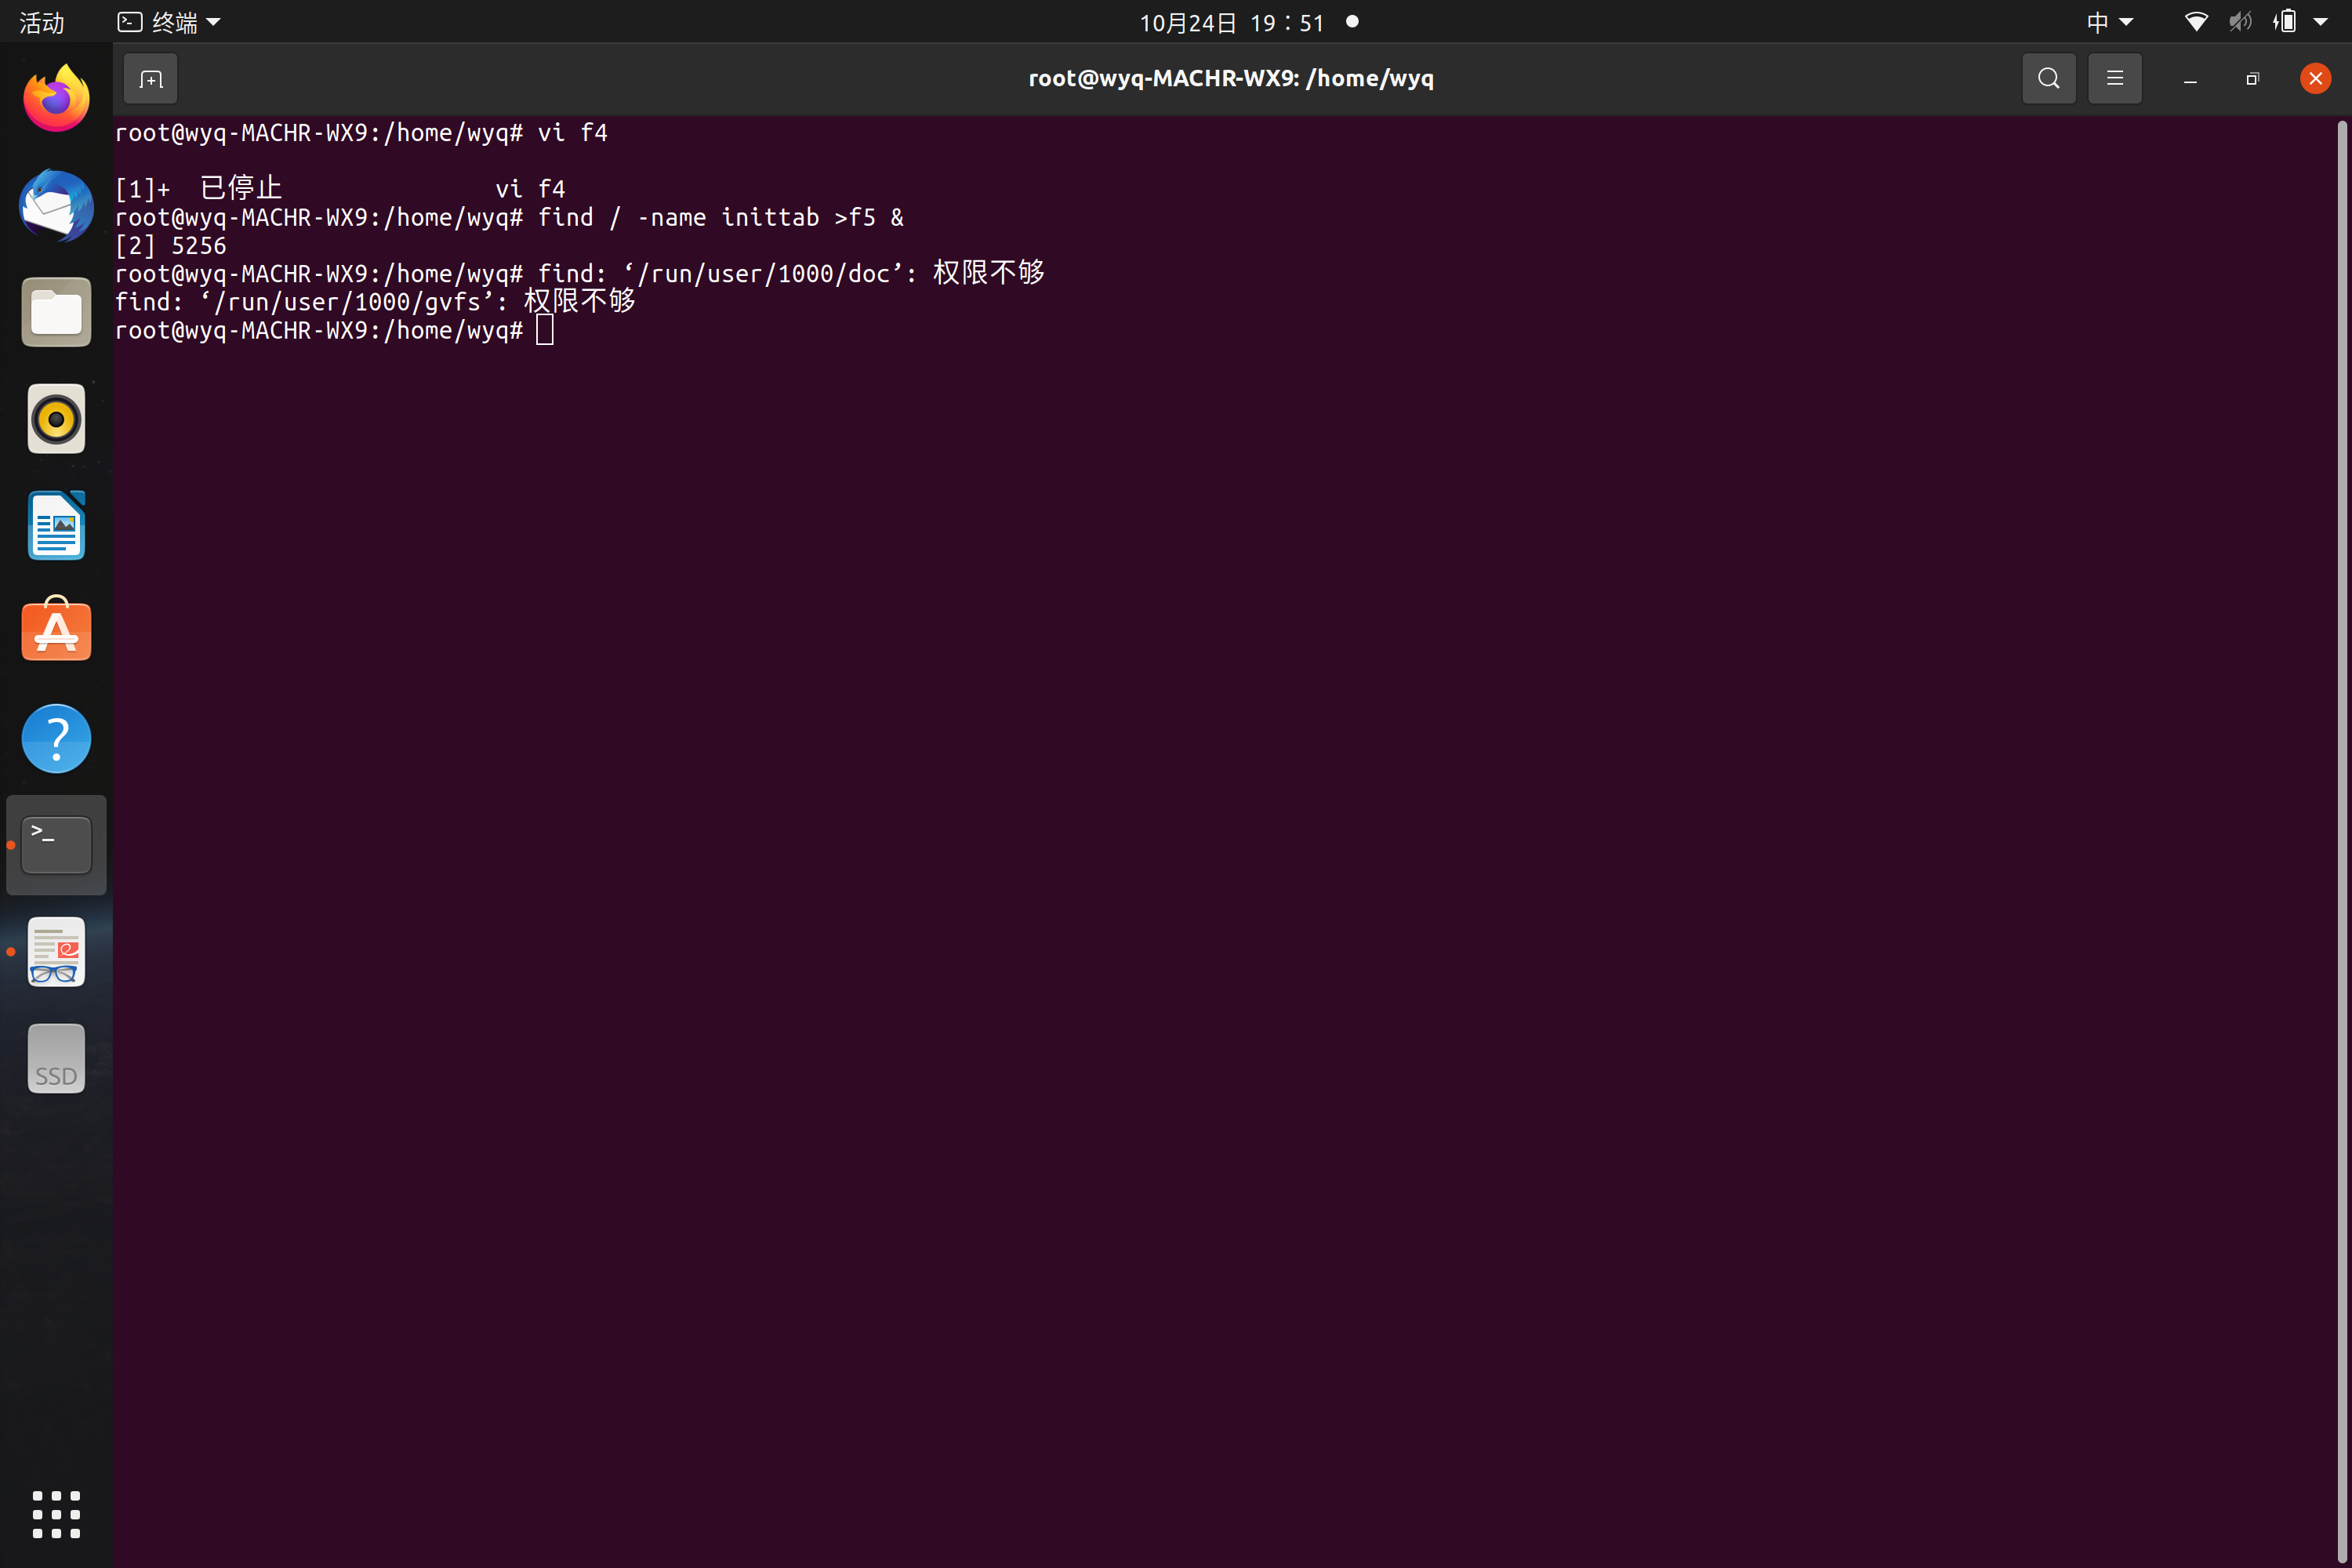 活动
终端
10月24日 19：51
中
root@wyq-MACHR-WX9: /home/wyq
root@wyq-MACHR-WX9:/home/wyq# vi f4
[1]+  已停止               vi f4
root@wyq-MACHR-WX9:/home/wyq# find / -name inittab >f5 &
[2] 5256
root@wyq-MACHR-WX9:/home/wyq# find: ‘/run/user/1000/doc’: 权限不够
find: ‘/run/user/1000/gvfs’: 权限不够
root@wyq-MACHR-WX9:/home/wyq#
SSD